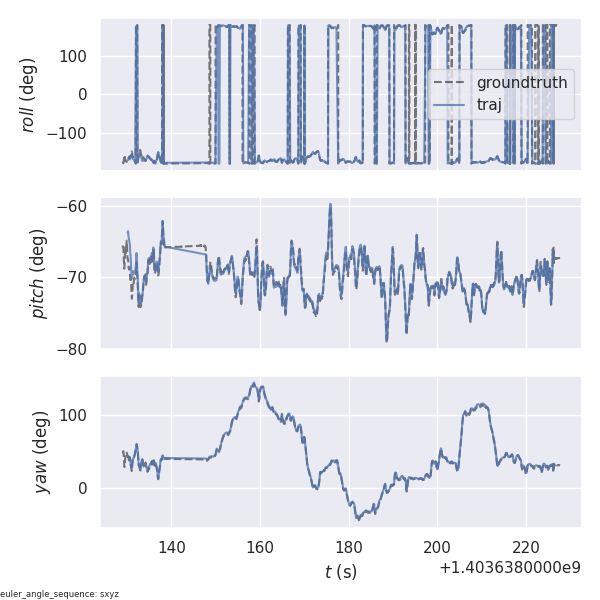 100
0
−100
roll (deg)
groundtruth
traj
−60
−70
−80
pitch (deg)
100
0
yaw (deg)
140 160 180 200 220
t (s)
+1.4036380000e9
euler_angle_sequence: sxyz